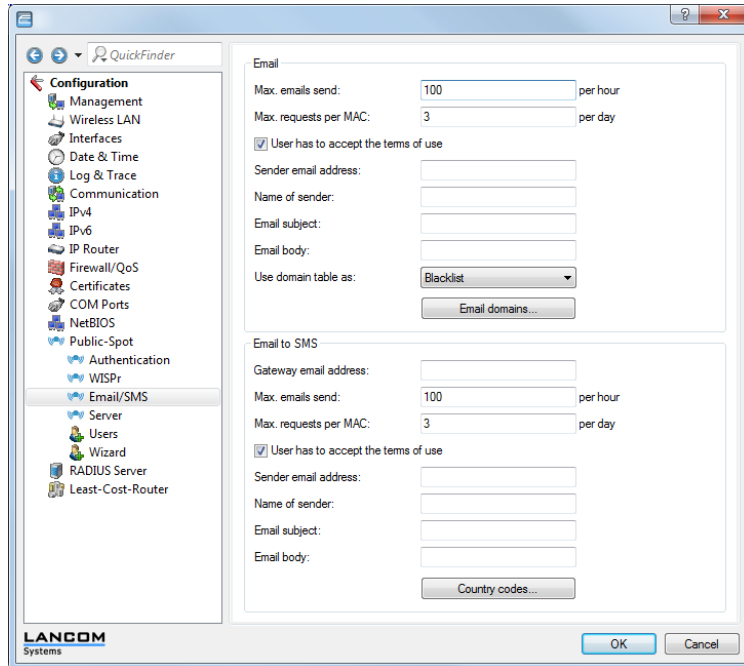 QuickFinder
Configuration
Management
Wireless LAN
Interfaces
Date & Time
Log & Trace
Communication
IPv4
IPv6
IP Router
Firewall/QoS
Certificates
COM Ports
NetBIOS
Public-Spot
Authentication
WISPr
Email/SMS
Server
Users
Wizard
RADIUS Server
Least-Cost-Router
Email
Max. emails send: 100 per hour
Max. requests per MAC: 3 per day
User has to accept the terms of use
Sender email address:
Name of sender:
Email subject:
Email body:
Use domain table as: Blacklist
Email domains...
Email to SMS
Gateway email address:
Max. emails send: 100 per hour
Max. requests per MAC: 3 per day
User has to accept the terms of use
Sender email address:
Name of sender:
Email subject:
Email body:
Country codes...
LANCOM
Systems
OK Cancel